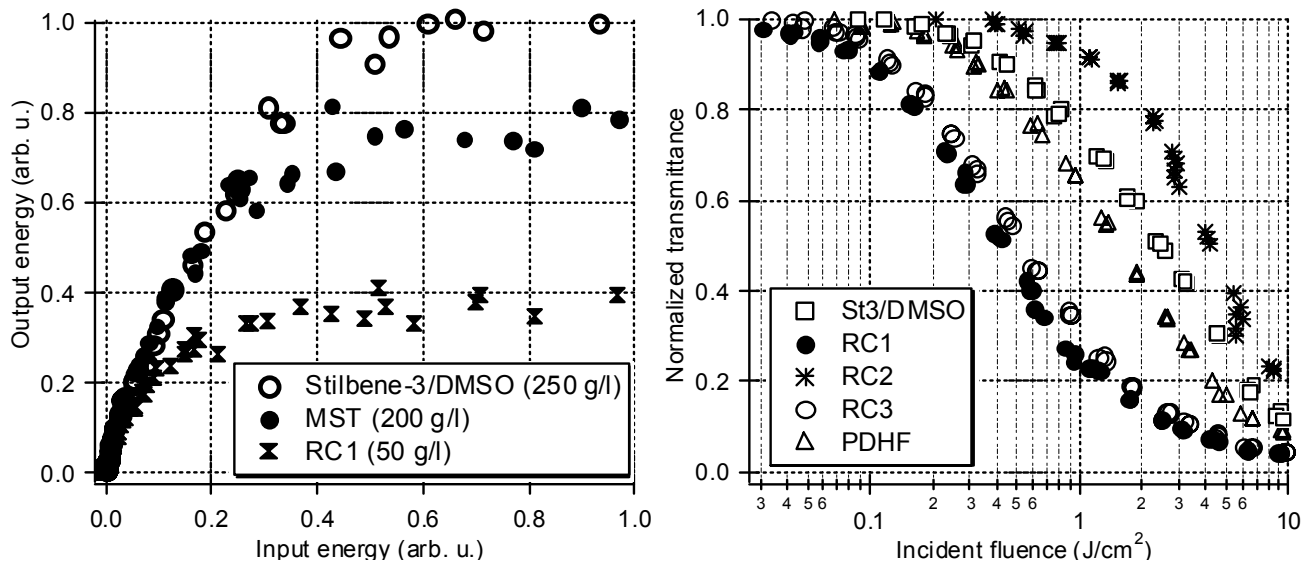 Output energy (arb. u.)
1.0
0.8
0.6
0.4
0.2
0.0
Stilbene-3/DMSO (250 g/l)
MST (200 g/l)
RC1 (50 g/l)
0.0 0.2 0.4 0.6 0.8 1.0
Input energy (arb. u.)
Normalized transmittance
1.0
0.8
0.6
0.4
0.2
0.0
St3/DMSO
RC1
RC2
RC3
PDHF
3 4 5 6 0.1 2 3 4 5 6 1 2 3 4 5 6 10
Incident fluence (J/cm²)